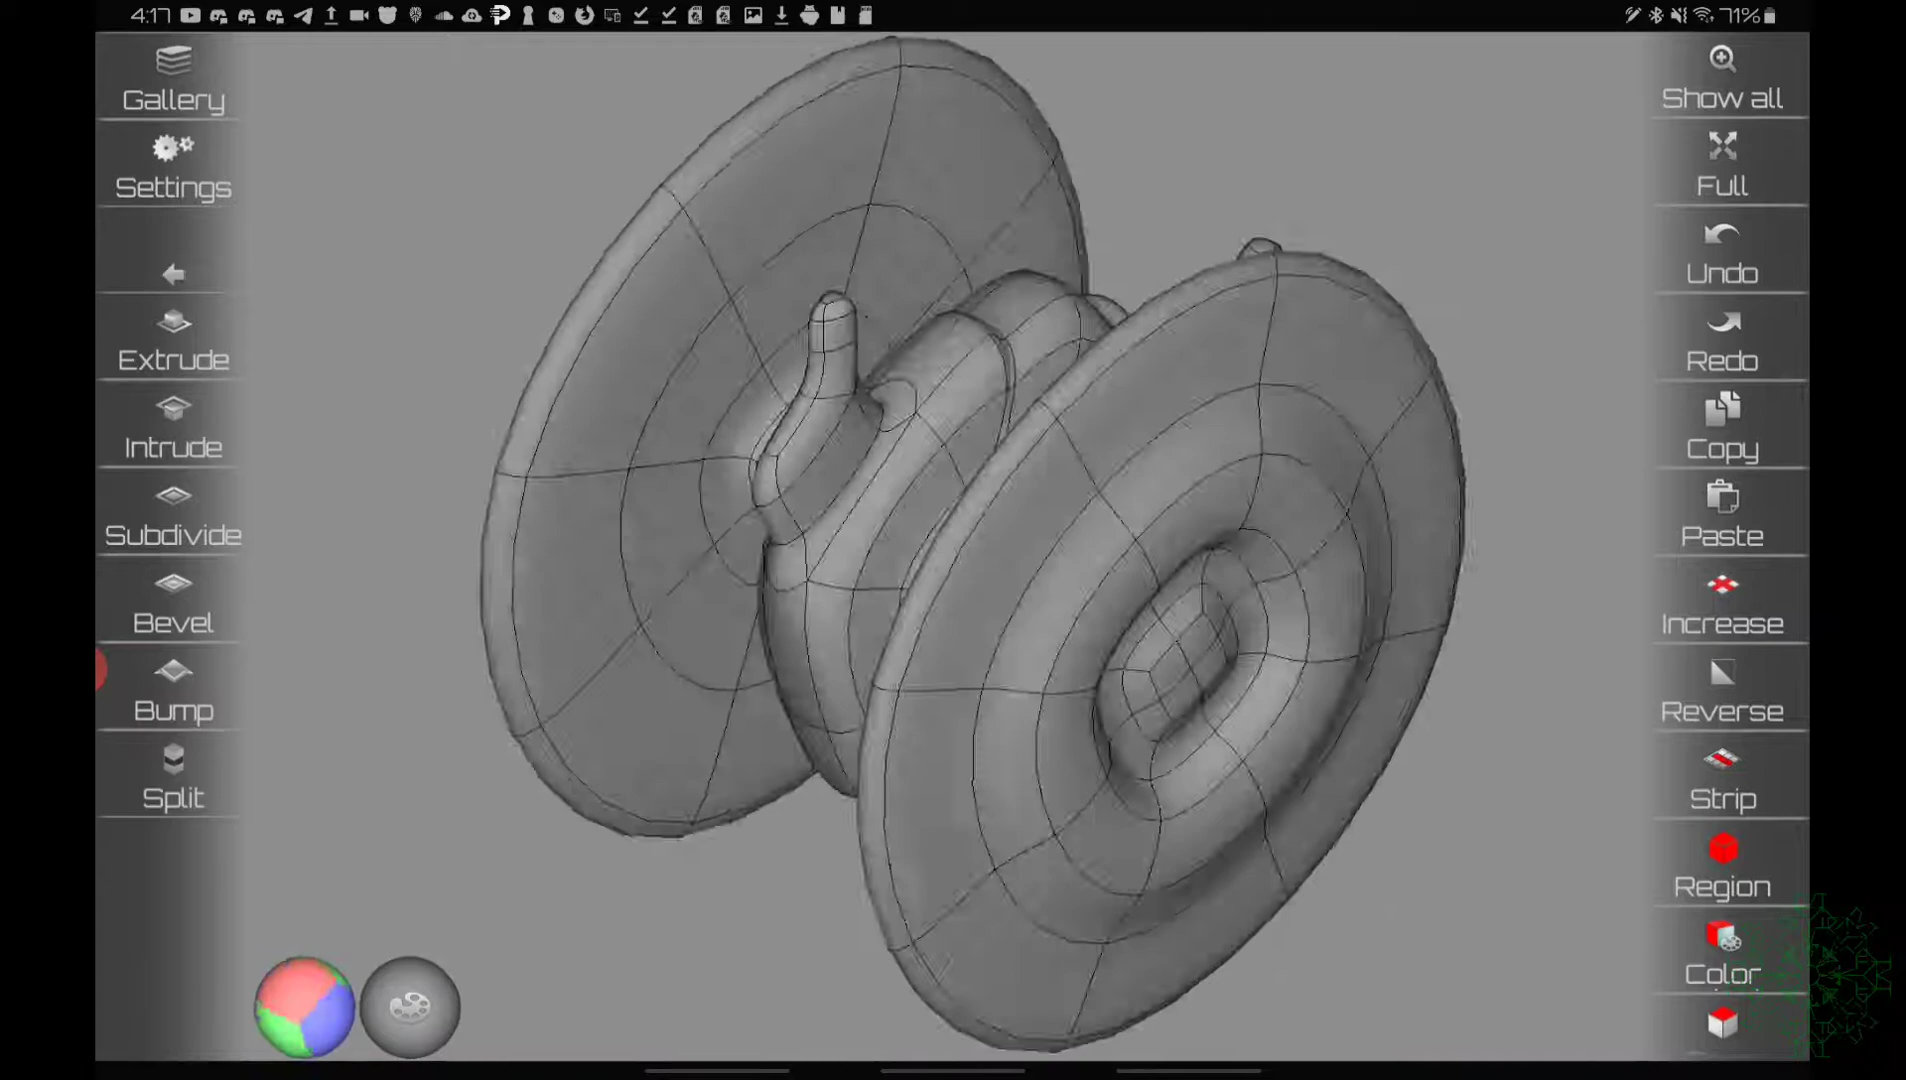 4:17
71%
Gallery
Settings
Extrude
Intrude
Subdivide
Bevel
Bump
Split
Show all
Full
Undo
Redo
Copy
Paste
Increase
Reverse
Strip
Region
Color